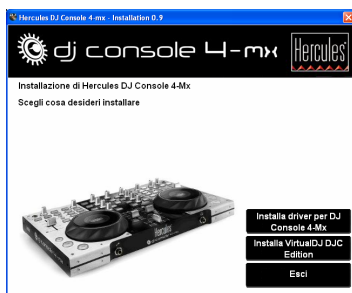 Hercules DJ Console 4-mx - Installation 0.9
dj console 4-mx
Hercules
Installazione di Hercules DJ Console 4-Mx
Scegli cosa desideri installare
Hercules
Installa driver per DJ
Console 4-Mx
Installa VirtualDJ DJC
Edition
Esci